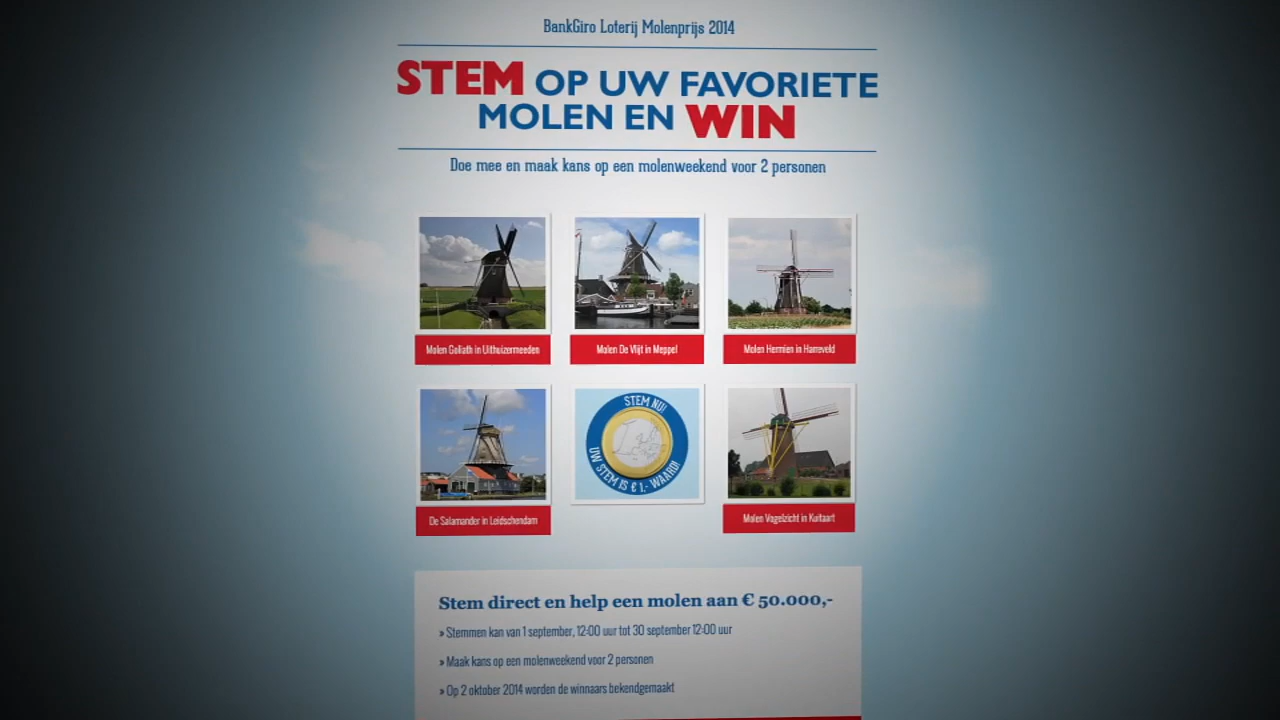 BankGiro Loterij Molenprijs 2014
STEM OP UW FAVORIETE
MOLEN EN WIN
Doe mee en maak kans op een molenweekend voor 2 personen
Molen Goliath in Uithuizermeeden
Molen De Vlijt in Meppel
Molen Hermien in Harreveld
STEM NU!
UW STEM IS € 1,- WAARD!
De Salamander in Leidschendam
Molen Vogelzicht in Kuitaart
Stem direct en help een molen aan € 50.000,-
» Stemmen kan van 1 september, 12:00 uur tot 30 september 12:00 uur
» Maak kans op een molenweekend voor 2 personen
» Op 2 oktober 2014 worden de winnaars bekendgemaakt